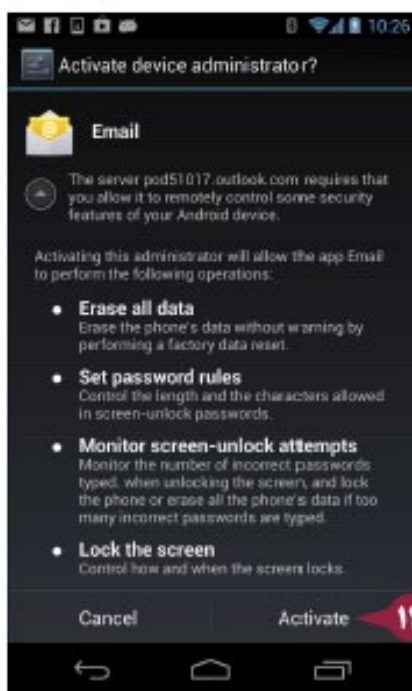 10:26
Activate device administrator?
Email
The server pod51017.outlook.com requires that
you allow it to remotely control some security
features of your Android device.
Activating this administrator will allow the app Email
to perform the following operations:
• Erase all data
Erase the phone's data without warning by
performing a factory data reset.
• Set password rules
Control the length and the characters allowed
in screen-unlock passwords.
• Monitor screen-unlock attempts
Monitor the number of incorrect passwords
typed. when unlocking the screen, and lock
the phone or erase all the phone's data if too
many incorrect passwords are typed.
• Lock the screen
Control how and when the screen locks.
Cancel Activate